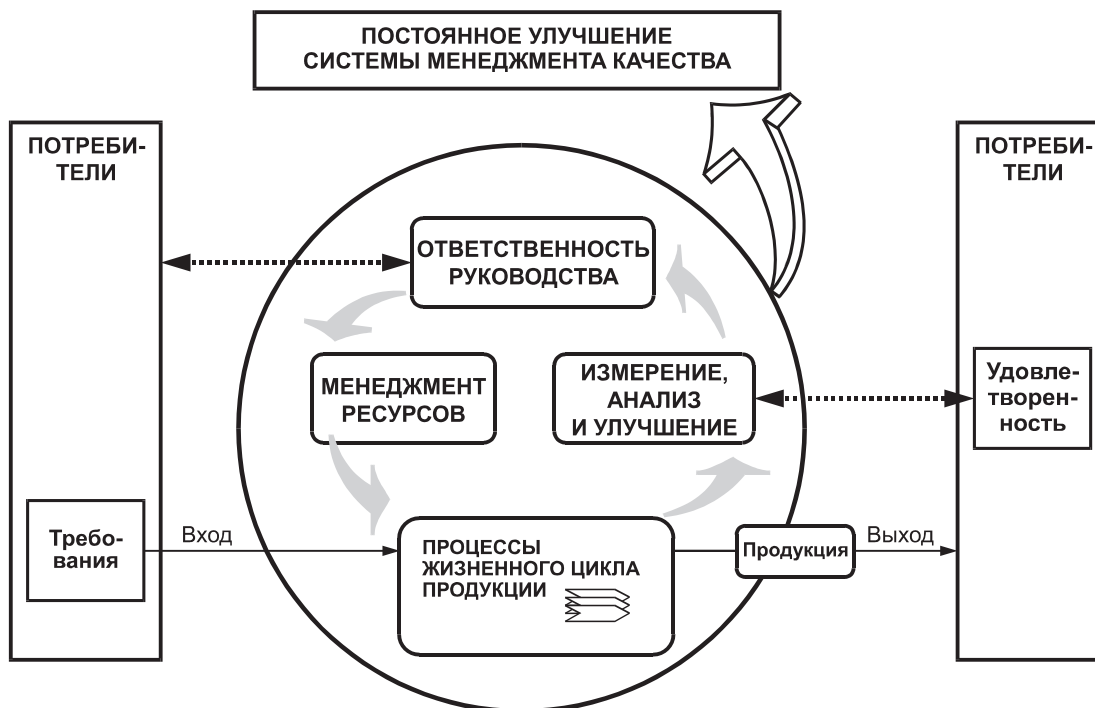 ПОСТОЯННОЕ УЛУЧШЕНИЕ
СИСТЕМЫ МЕНЕДЖМЕНТА КАЧЕСТВА
ПОТРЕБИ-
ТЕЛИ
ПОТРЕБИ-
ТЕЛИ
ОТВЕТСТВЕННОСТЬ
РУКОВОДСТВА
МЕНЕДЖМЕНТ
РЕСУРСОВ
ИЗМЕРЕНИЕ,
АНАЛИЗ
И УЛУЧШЕНИЕ
Удовле-
творен-
ность
Требо-
вания
Вход
ПРОЦЕССЫ
ЖИЗНЕННОГО ЦИКЛА
ПРОДУКЦИИ
Продукция
Выход